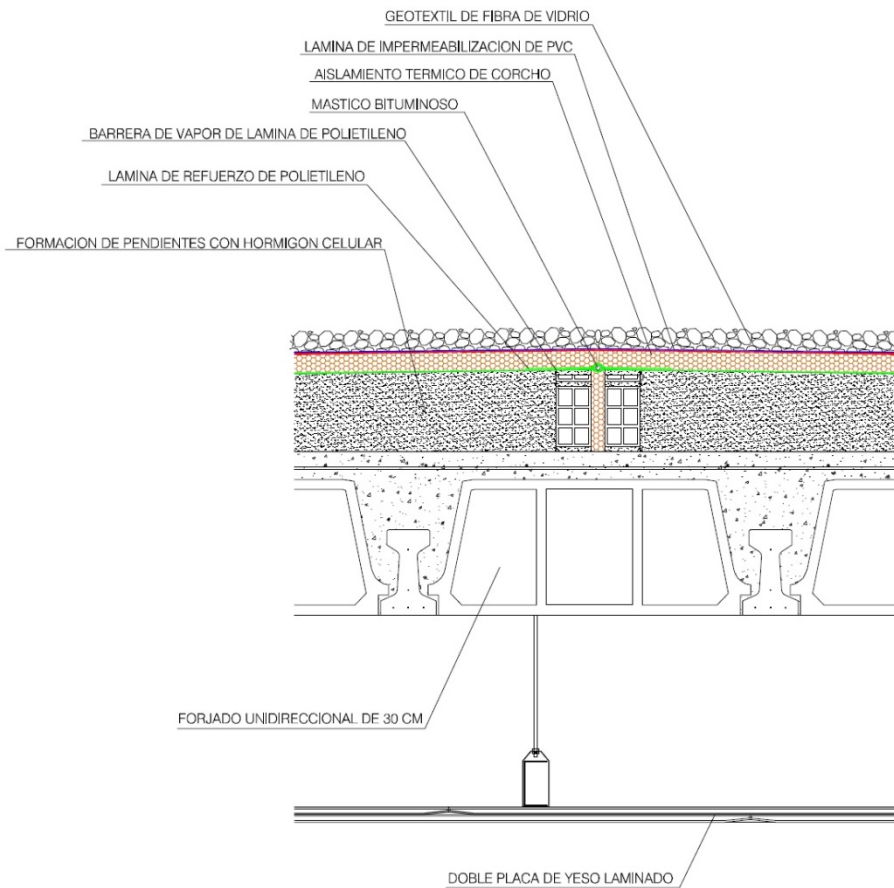 GEOTEXTIL DE FIBRA DE VIDRIO
LAMINA DE IMPERMEABILIZACION DE PVC
AISLAMIENTO TERMICO DE CORCHO
MASTICO BITUMINOSO
BARRERA DE VAPOR DE LAMINA DE POLIETILENO
LAMINA DE REFUERZO DE POLIETILENO
FORMACION DE PENDIENTES CON HORMIGON CELULAR
FORJADO UNIDIRECCIONAL DE 30 CM
DOBLE PLACA DE YESO LAMINADO